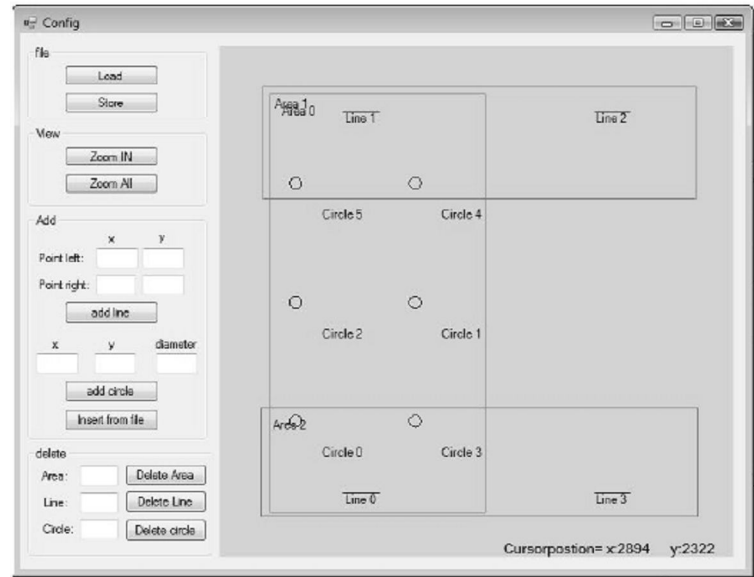 Config
file
Load
Store
View
Zoom IN
Zoom All
Add
x y
Point left:
Point right:
add line
x y diameter
add circle
Insert from file
delete
Area: Delete Area
Line: Delete Line
Circle: Delete circle
Area 1
Area 0
Line 1
Line 2
Circle 5
Circle 4
Circle 2
Circle 1
Area 2
Circle 0
Circle 3
Line 0
Line 3
Cursorpostion= x:2894 y:2322